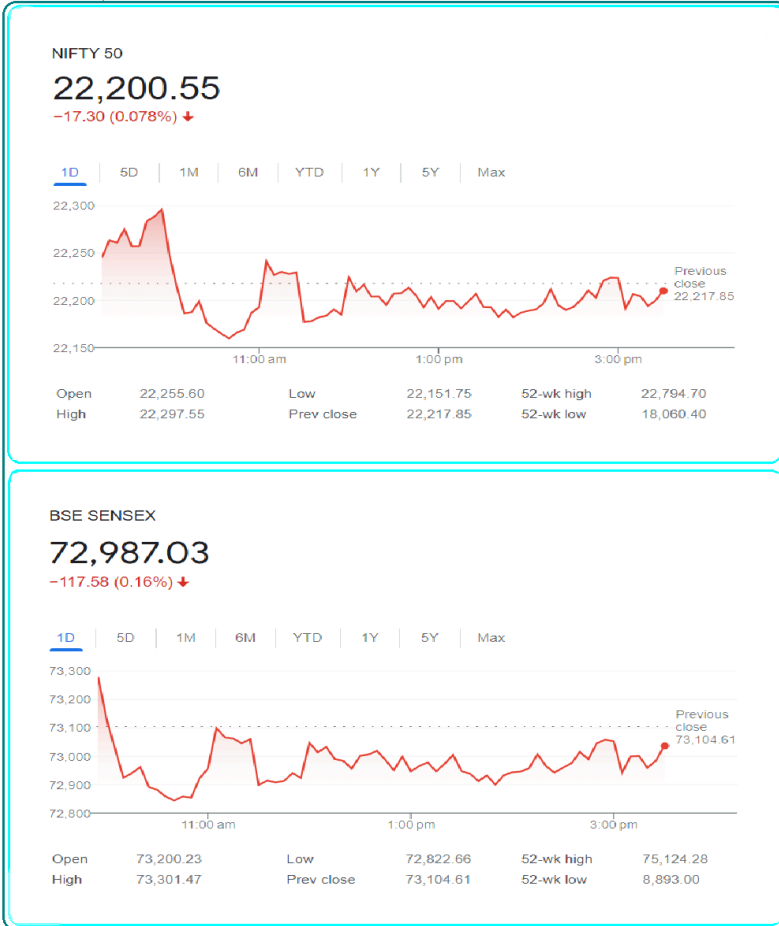 NIFTY 50
22,200.55
−17.30 (0.078%) ↓
1D 5D 1M 6M YTD 1Y 5Y Max
22,300
22,250
22,200
22,150
Previous
close
22,217.85
11:00 am 1:00 pm 3:00 pm
Open 22,255.60 Low 22,151.75 52-wk high 22,794.70
High 22,297.55 Prev close 22,217.85 52-wk low 18,060.40
BSE SENSEX
72,987.03
−117.58 (0.16%) ↓
1D 5D 1M 6M YTD 1Y 5Y Max
73,300
73,200
73,100
73,000
72,900
72,800
Previous
close
73,104.61
11:00 am 1:00 pm 3:00 pm
Open 73,200.23 Low 72,822.66 52-wk high 75,124.28
High 73,301.47 Prev close 73,104.61 52-wk low 8,893.00